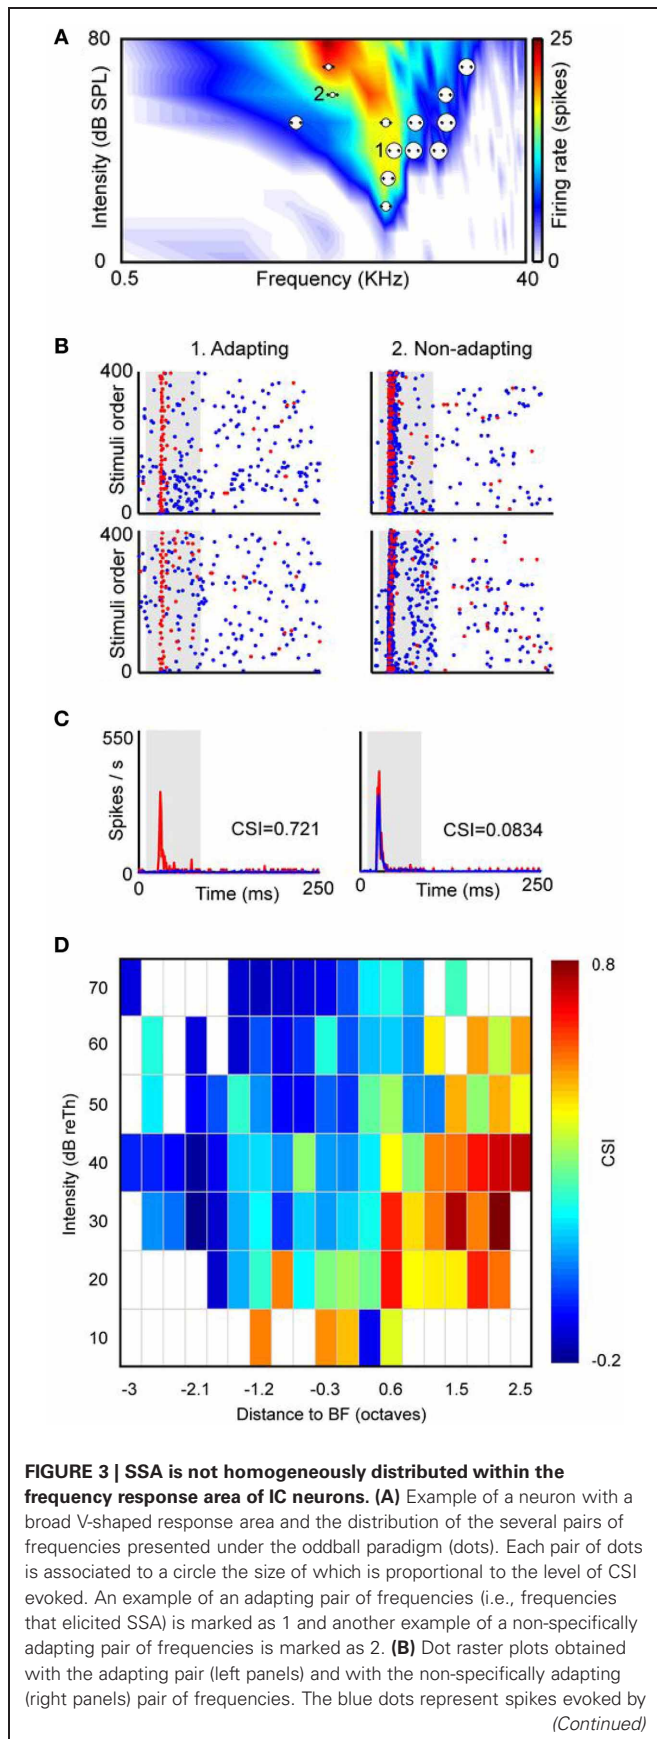 A
80
25
Intensity (dB SPL)
2
1
Firing rate (spikes)
0
0
0.5
Frequency (KHz)
40
B
1. Adapting
2. Non-adapting
400
Stimuli order
0
400
Stimuli order
0
C
550
Spikes / s
CSI=0.721
CSI=0.0834
0
0
Time (ms)
250
0
Time (ms)
250
D
0.8
70
60
50
Intensity (dB reTh)
40
CSI
30
20
10
-0.2
-3
-2.1
-1.2
-0.3
0.6
1.5
2.5
Distance to BF (octaves)
FIGURE 3 | SSA is not homogeneously distributed within the
frequency response area of IC neurons. (A) Example of a neuron with a
broad V-shaped response area and the distribution of the several pairs of
frequencies presented under the oddball paradigm (dots). Each pair of dots
is associated to a circle the size of which is proportional to the level of CSI
evoked. An example of an adapting pair of frequencies (i.e., frequencies
that elicited SSA) is marked as 1 and another example of a non-specifically
adapting pair of frequencies is marked as 2. (B) Dot raster plots obtained
with the adapting pair (left panels) and with the non-specifically adapting
(right panels) pair of frequencies. The blue dots represent spikes evoked by
(Continued)